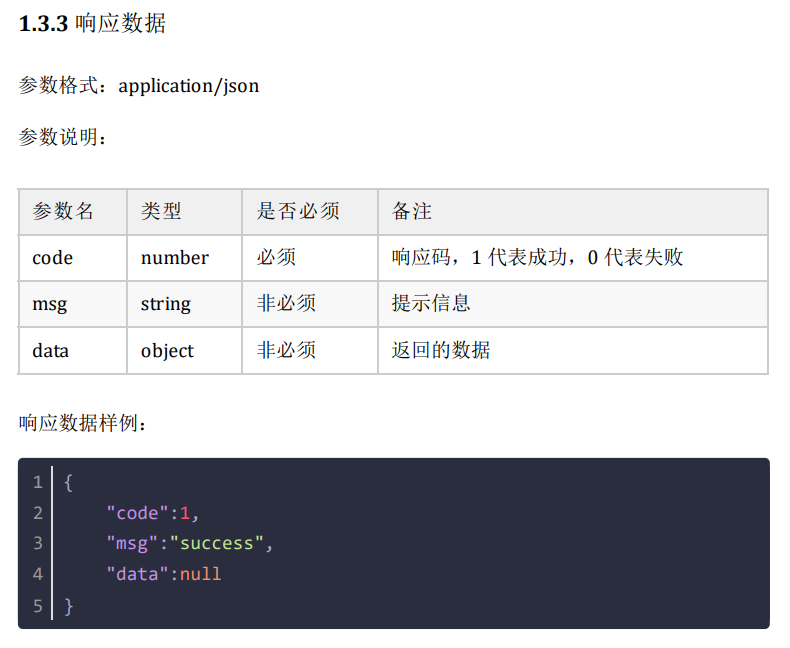 1.3.3 响应数据
参数格式：application/json
参数说明：
参数名 类型 是否必须 备注
code number 必须 响应码，1 代表成功，0 代表失败
msg string 非必须 提示信息
data object 非必须 返回的数据
响应数据样例：
1 {
2 "code":1,
3 "msg":"success",
4 "data":null
5 }